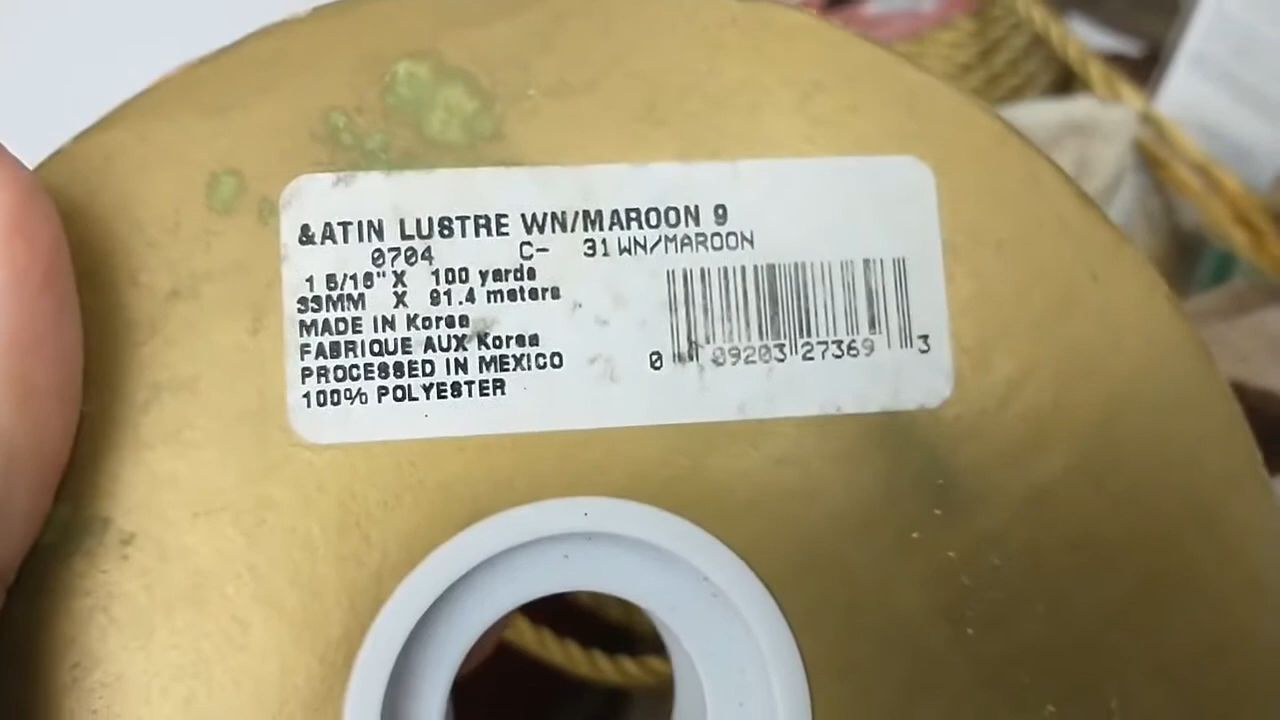 &ATIN LUSTRE WN/MAROON 9
0704 C- 31 WN/MAROON
1 5/16" X 100 yards
33MM X 91.4 meters
MADE IN Korea
FABRIQUE AUX Korea
PROCESSED IN MEXICO
100% POLYESTER
0 09203 27369 3